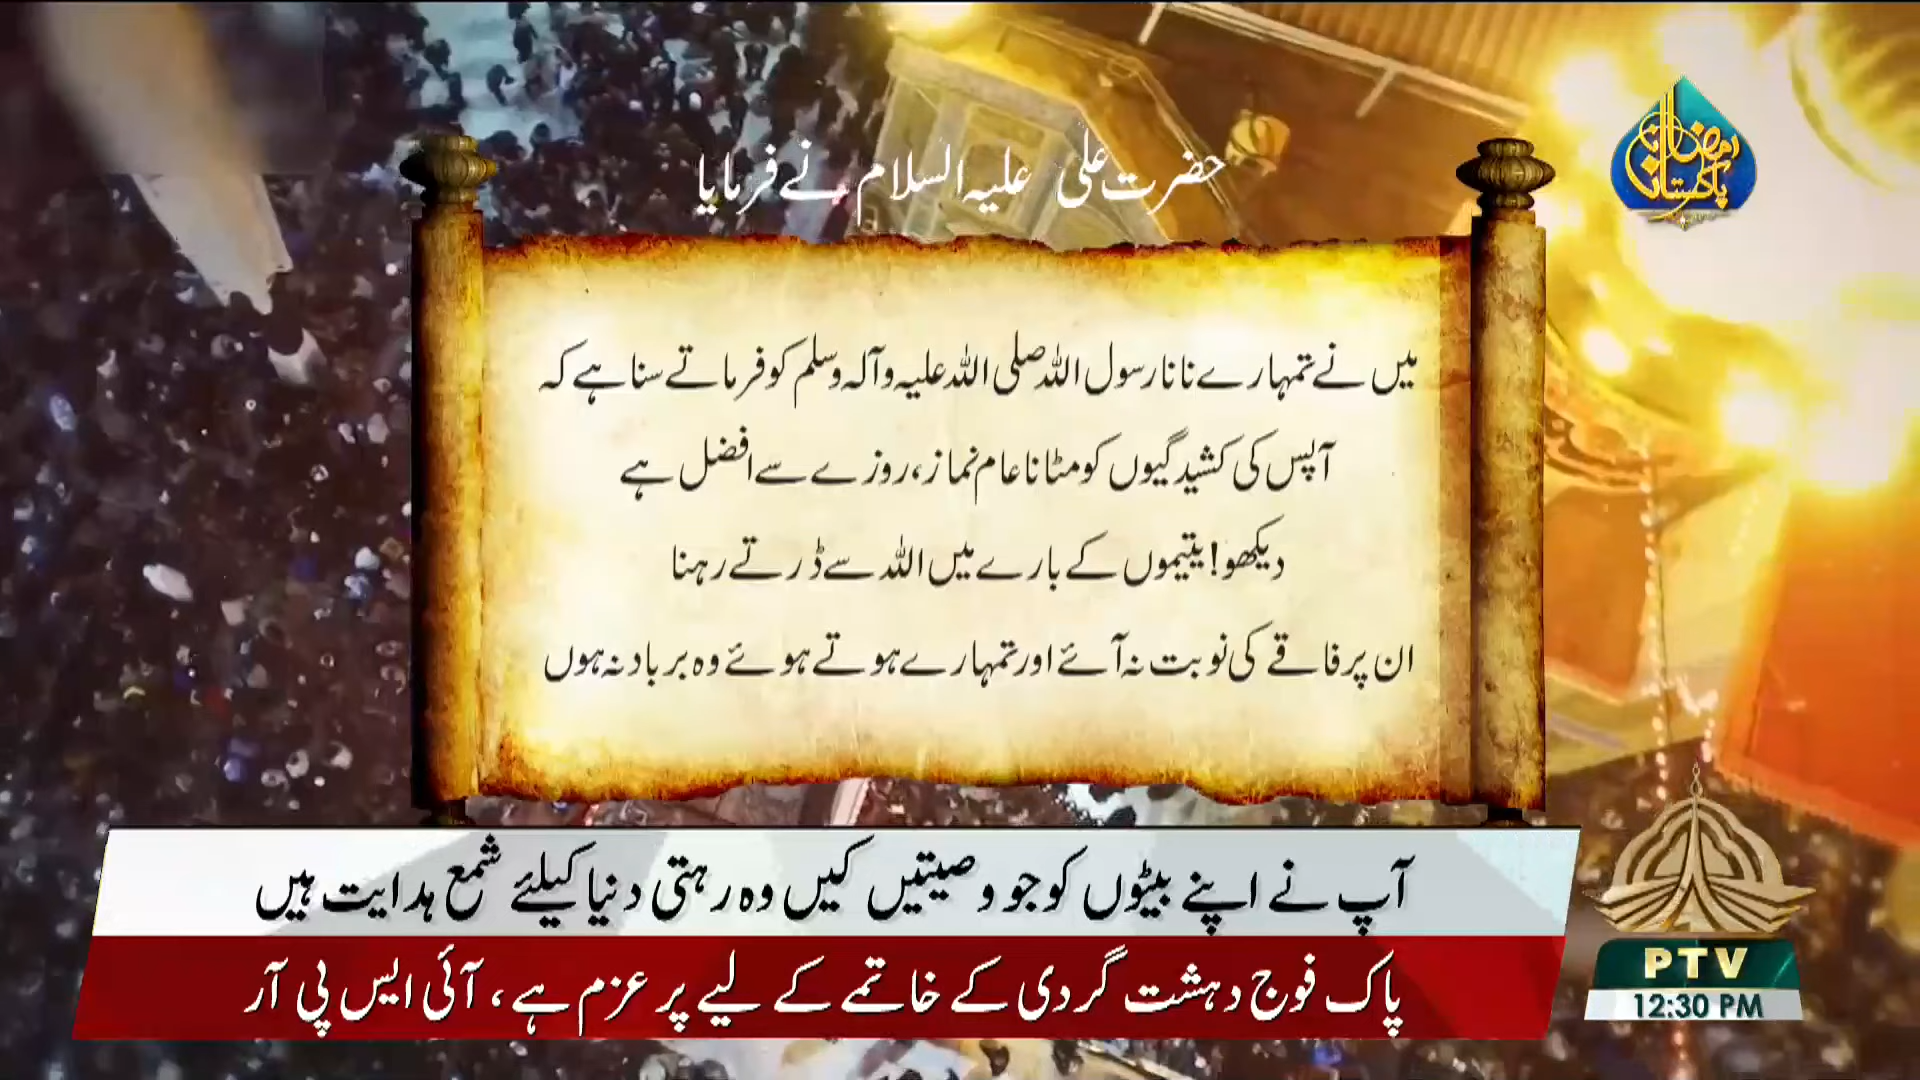 حضرت علی علیہ السلام نے فرمایا
رمضان پاکستان
میں نے تمہارے نانا رسول اللہ صلی اللہ علیہ وآلہ وسلم کو فرماتے سنا ہے کہ
آپس کی کشیدگیوں کو مٹانا عام نماز، روزے سے افضل ہے
دیکھو! یتیموں کے بارے میں اللہ سے ڈرتے رہنا
ان پر فاقے کی نوبت نہ آئے اور تمہارے ہوتے ہوئے وہ برباد نہ ہوں
آپ نے اپنے بیٹوں کو جو وصیتیں کیں وہ رہتی دنیا کیلئے شمع ہدایت ہیں
پاک فوج دہشت گردی کے خاتمے کے لیے پر عزم ہے، آئی ایس پی آر
PTV
12:30 PM